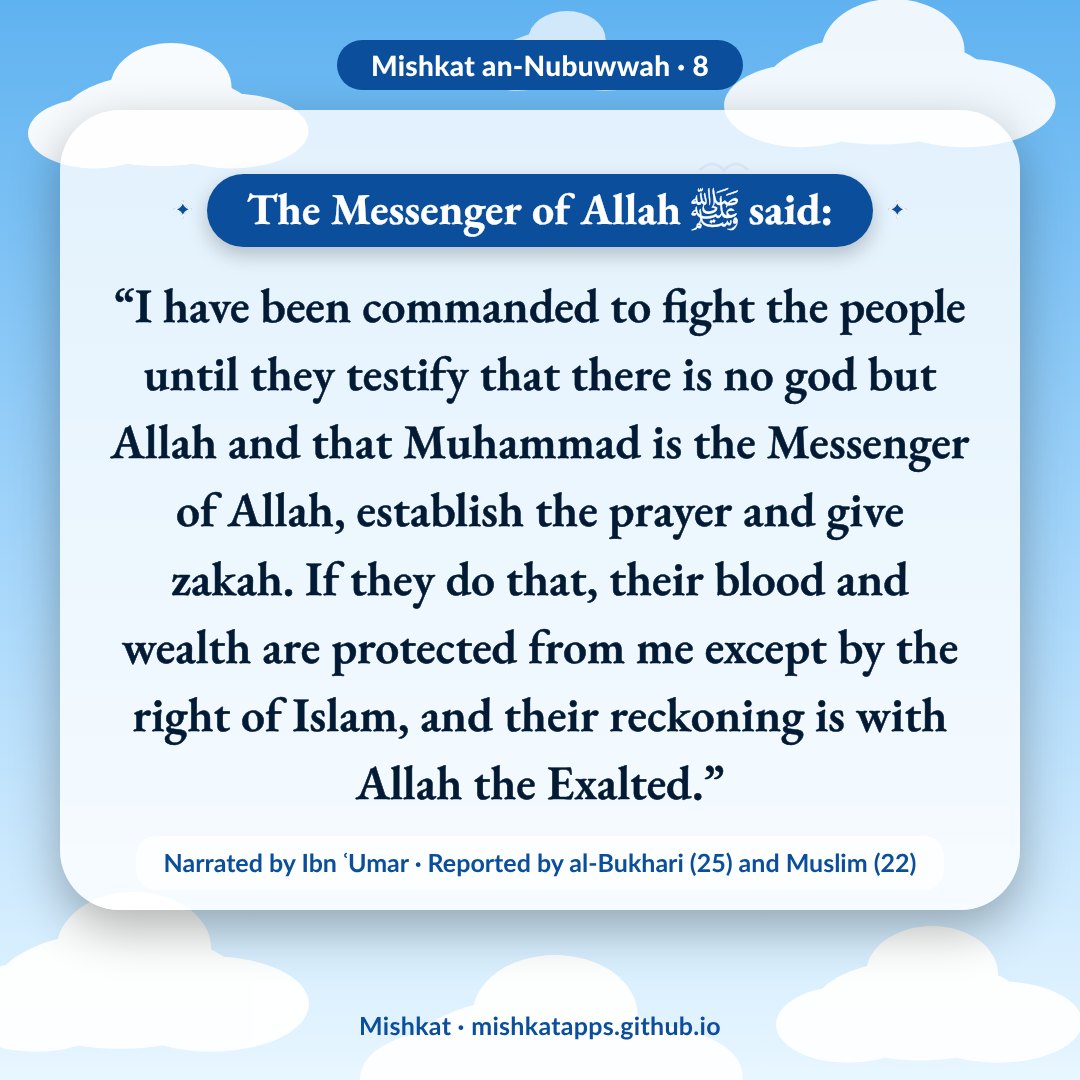 Mishkat an-Nubuwwah · 8
The Messenger of Allah ﷺ said:
“I have been commanded to fight the people
until they testify that there is no god but
Allah and that Muhammad is the Messenger
of Allah, establish the prayer and give
zakah. If they do that, their blood and
wealth are protected from me except by the
right of Islam, and their reckoning is with
Allah the Exalted.”
Narrated by Ibn ʿUmar · Reported by al-Bukhari (25) and Muslim (22)
Mishkat · mishkatapps.github.io